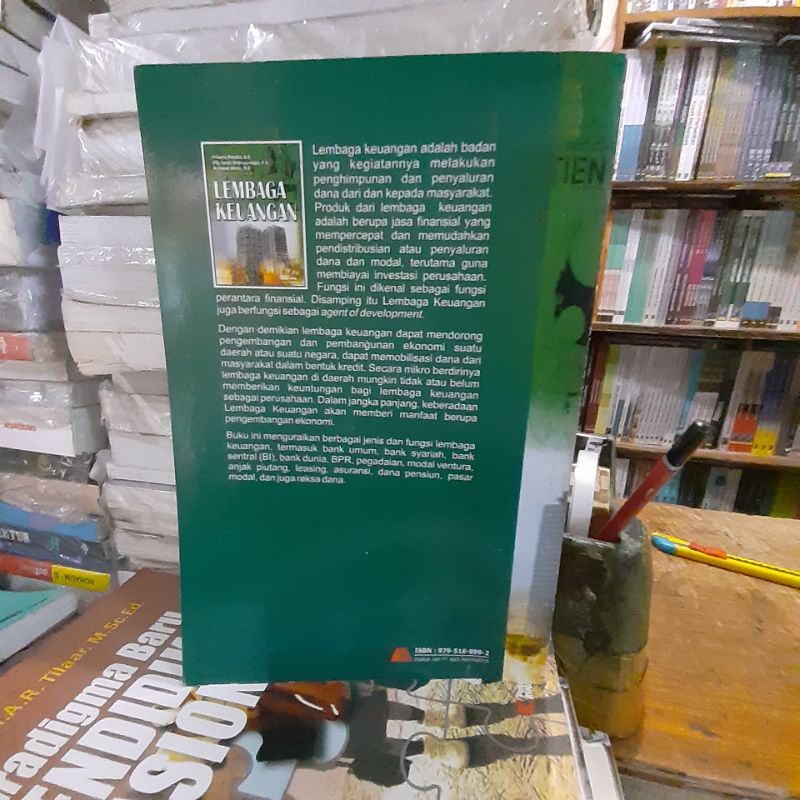 LEMBAGA
KEUANGAN
Lembaga keuangan adalah badan
yang kegiatannya melakukan
penghimpunan dan penyaluran
dana dari dan kepada masyarakat.
Produk dari lembaga keuangan
adalah berupa jasa finansial yang
mempercepat dan memudahkan
pendistribusian atau penyaluran
dana dan modal, terutama guna
membiayai investasi perusahaan.
Fungsi ini dikenal sebagai fungsi
perantara finansial. Disamping itu Lembaga Keuangan
juga berfungsi sebagai agent of development.
Dengan demikian lembaga keuangan dapat mendorong
pengembangan dan pembangunan ekonomi suatu
daerah atau suatu negara, dapat memobilisasi dana dari
masyarakat dalam bentuk kredit. Secara mikro berdirinya
lembaga keuangan di daerah mungkin tidak atau belum
memberikan keuntungan bagi lembaga keuangan
sebagai perusahaan. Dalam jangka panjang, keberadaan
Lembaga Keuangan akan memberi manfaat berupa
pengembangan ekonomi.
Buku ini menguraikan berbagai jenis dan fungsi lembaga
keuangan, termasuk bank umum, bank syariah, bank
sentral (BI), bank dunia, BPR, pegadaian, modal ventura,
anjak piutang, leasing, asuransi, dana pensiun, pasar
modal, dan juga reksa dana.
ISBN : 979-518-899-2
TIEN
A.R. Tilaar, M.Sc.Ed.
radigma Baru
ENDIDIK
SION